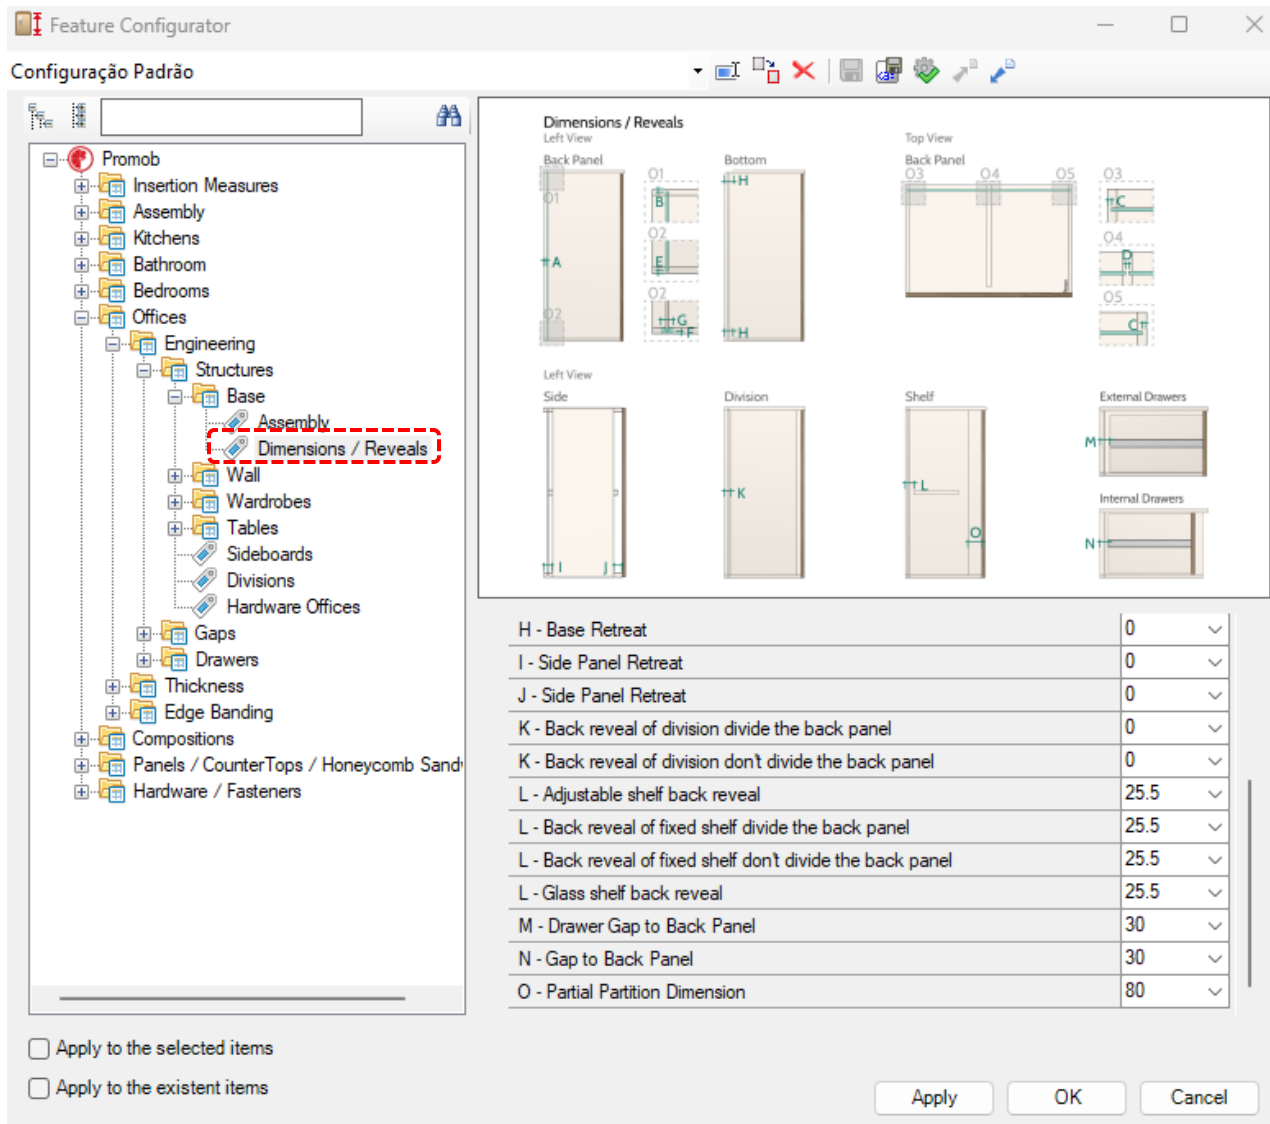 Feature Configurator
Configuração Padrão
Promob
Insertion Measures
Assembly
Kitchens
Bathroom
Bedrooms
Offices
Engineering
Structures
Base
Assembly
Dimensions / Reveals
Wall
Wardrobes
Tables
Sideboards
Divisions
Hardware Offices
Gaps
Drawers
Thickness
Edge Banding
Compositions
Panels / CounterTops / Honeycomb Sand
Hardware / Fasteners
Dimensions / Reveals
Left View
Back Panel
O1
O2
A
O1
B
O2
E
O2
G
F
Bottom
H
H
Top View
Back Panel
O3 O4 O5
J
O3
C
O4
D
O5
C
Left View
Side
I J
Division
K
Shelf
L
O
External Drawers
M
Internal Drawers
N
H - Base Retreat 0
I - Side Panel Retreat 0
J - Side Panel Retreat 0
K - Back reveal of division divide the back panel 0
K - Back reveal of division don't divide the back panel 0
L - Adjustable shelf back reveal 25.5
L - Back reveal of fixed shelf divide the back panel 25.5
L - Back reveal of fixed shelf don't divide the back panel 25.5
L - Glass shelf back reveal 25.5
M - Drawer Gap to Back Panel 30
N - Gap to Back Panel 30
O - Partial Partition Dimension 80
Apply to the selected items
Apply to the existent items
Apply OK Cancel